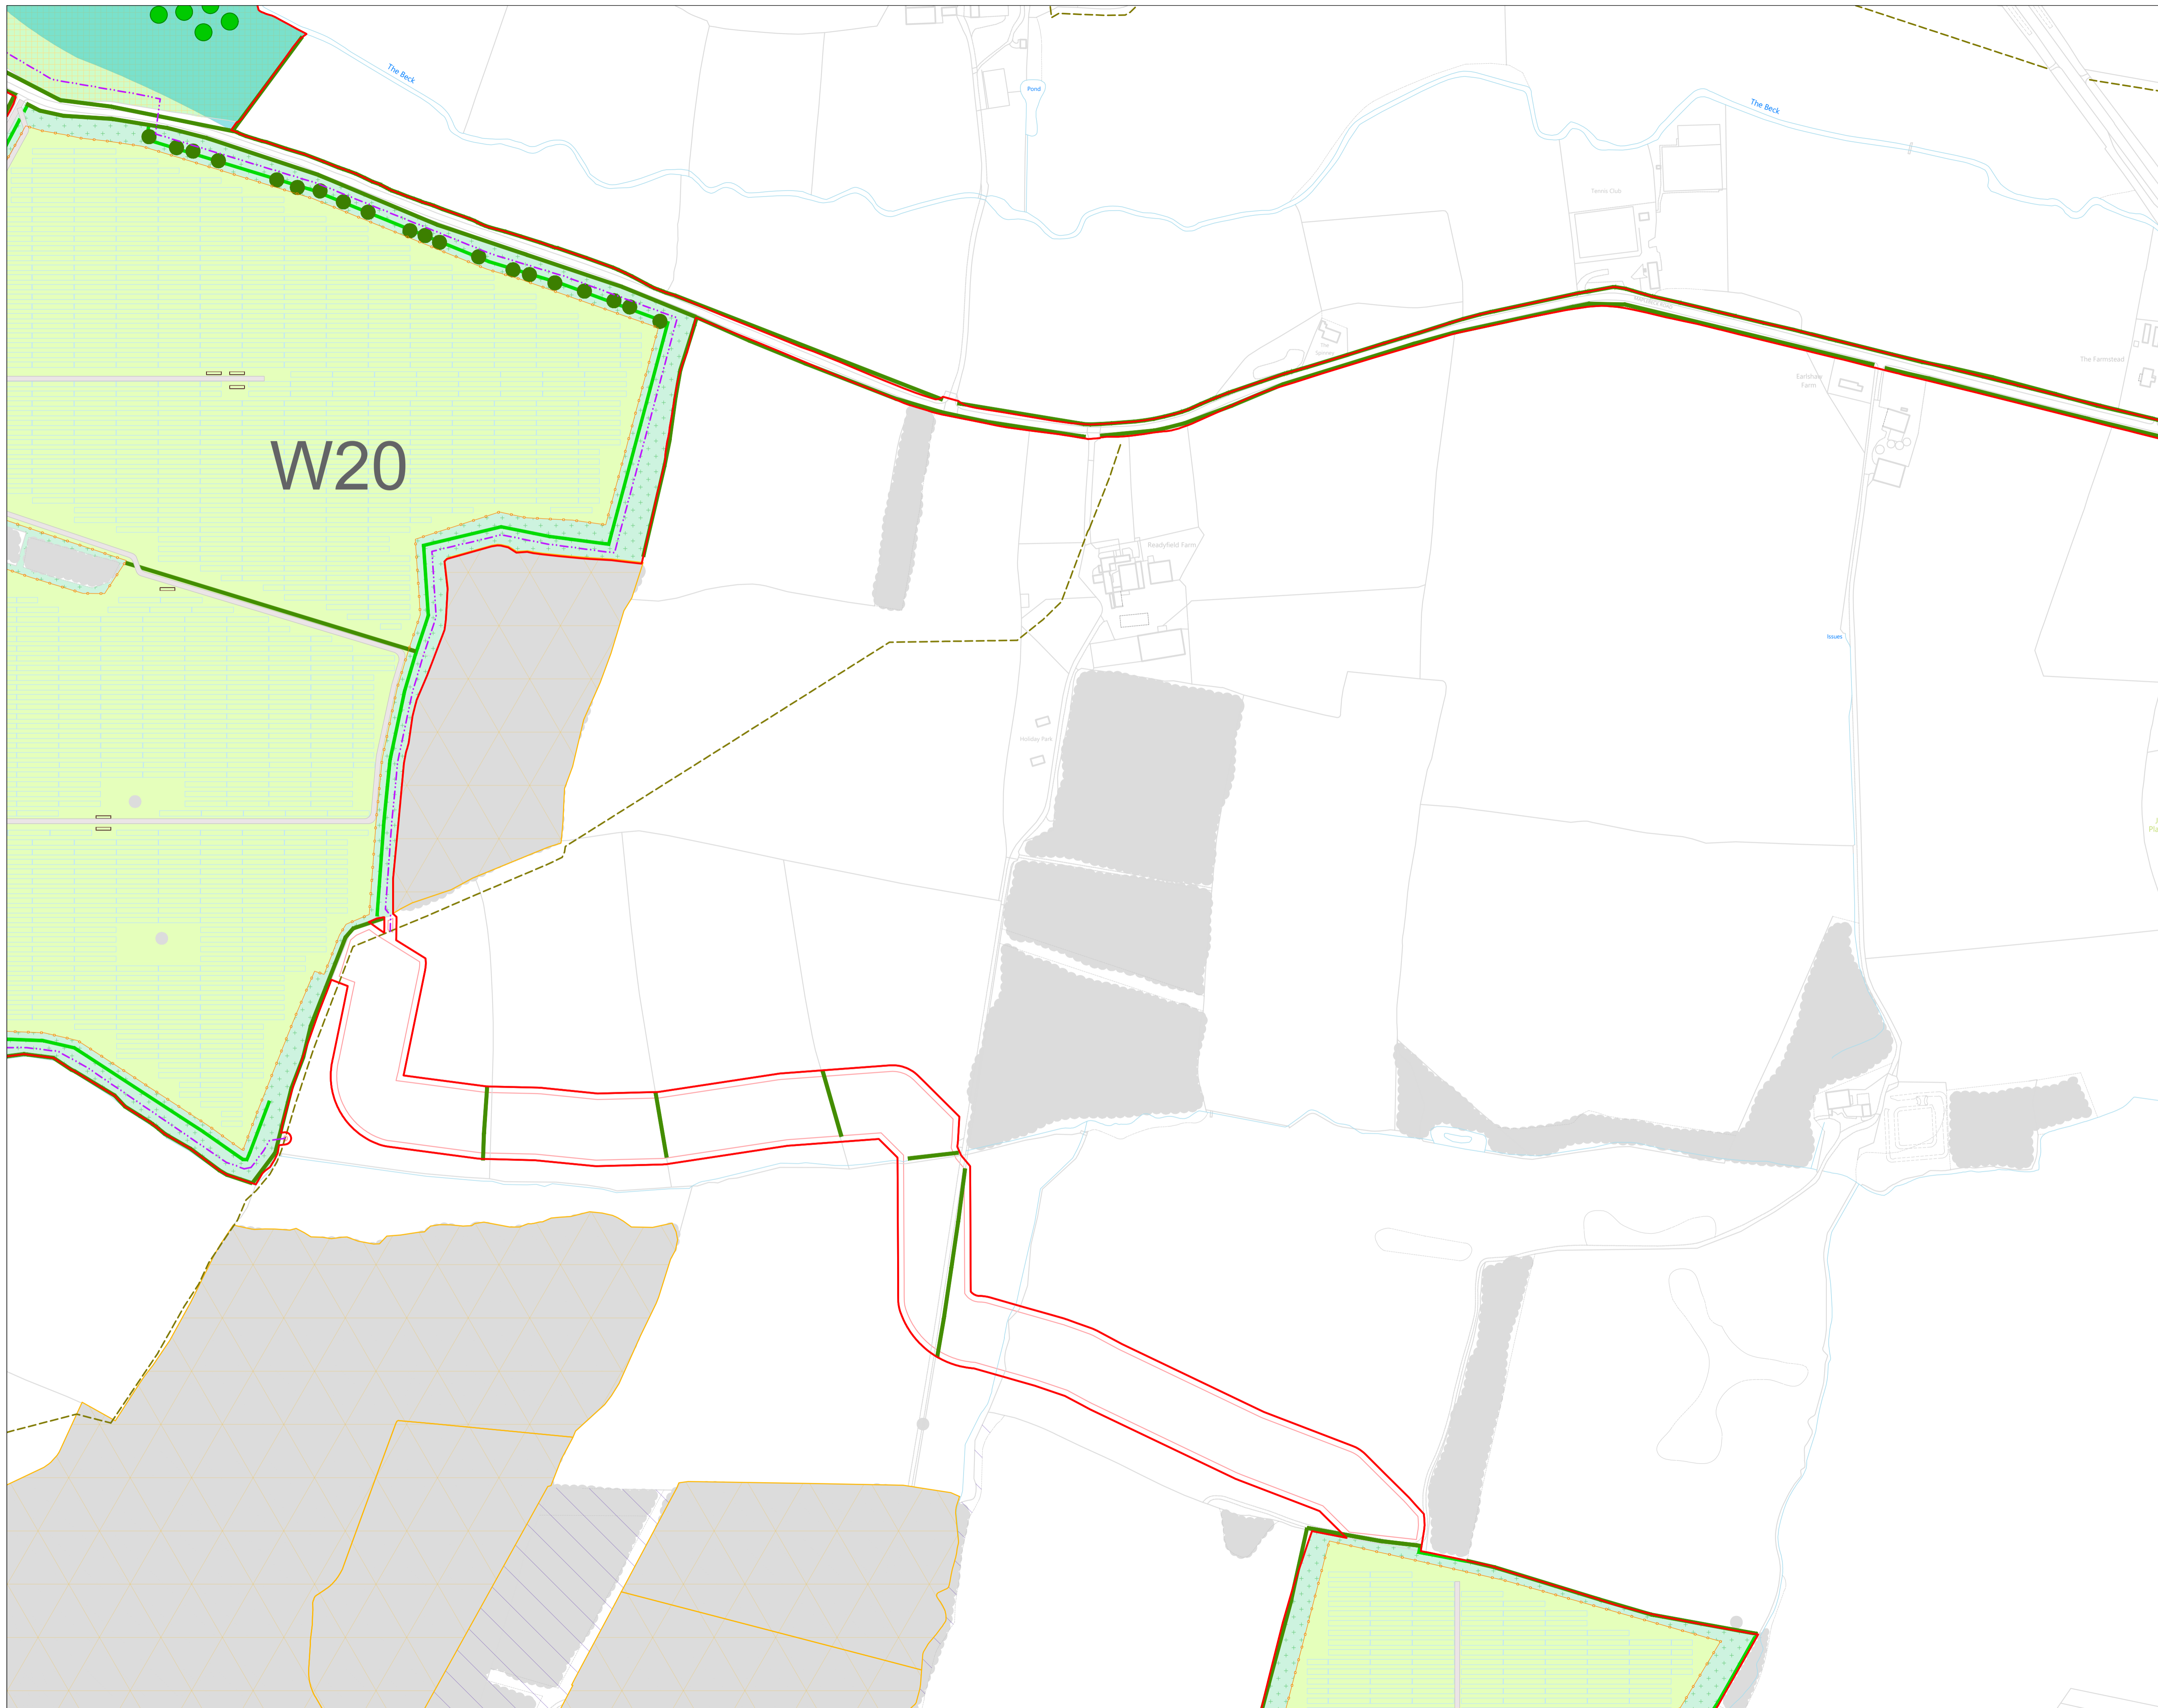 The Beck
Pond
The Beck
Tennis Club
The Farmstead
Earlshaw
Farm
W20
Readyfield Farm
Issues
Holiday Park